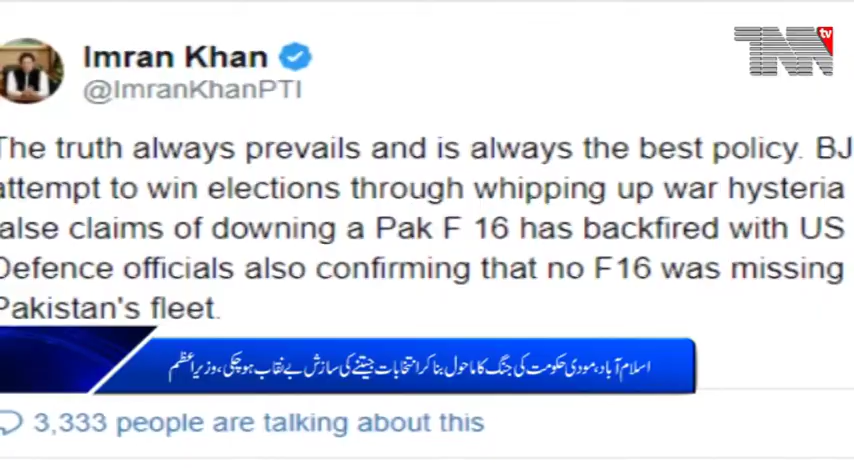 Imran Khan
@ImranKhanPTI
TNN tv
The truth always prevails and is always the best policy. BJ
attempt to win elections through whipping up war hysteria
alse claims of downing a Pak F 16 has backfired with US
Defence officials also confirming that no F16 was missing
Pakistan's fleet.
اسلام آباد، مودی حکومت کی جنگ کا ماحول بنا کر انتخابات جیتنے کی سازش بے نقاب ہوچکی، وزیراعظم
3,333 people are talking about this